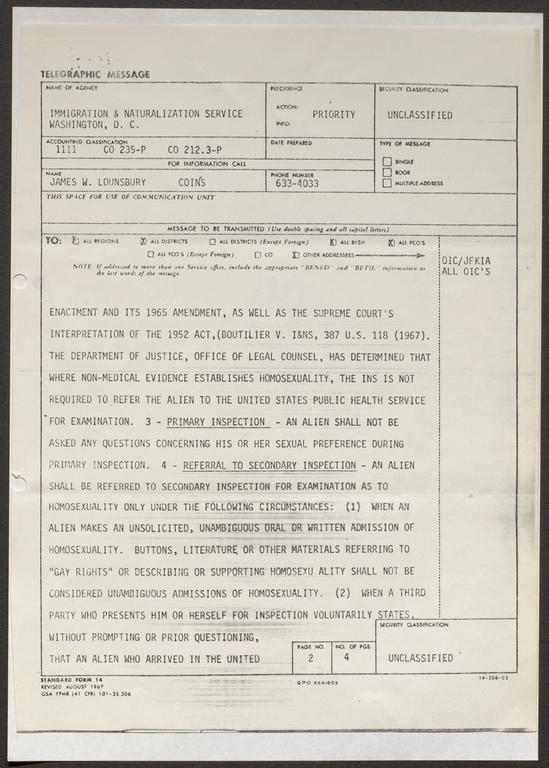 TELEGRAPHIC MESSAGE
NAME OF AGENCY
IMMIGRATION & NATURALIZATION SERVICE
WASHINGTON, D. C.
PRECEDENCE
ACTION: PRIORITY
INFO:
SECURITY CLASSIFICATION
UNCLASSIFIED
ACCOUNTING CLASSIFICATION
1111 CO 235-P CO 212.3-P
DATE PREPARED
TYPE OF MESSAGE
SINGLE
BOOK
MULTIPLE-ADDRESS
FOR INFORMATION CALL
NAME
JAMES W. LOUNSBURY COINS
PHONE NUMBER
633-4033
THIS SPACE FOR USE OF COMMUNICATION UNIT
MESSAGE TO BE TRANSMITTED (Use double spacing and all capital letters)
TO: X ALL REGIONS X ALL DISTRICTS ALL DISTRICTS (Except Foreign) X ALL BPSH X ALL FCO'S
ALL FCO'S (Except Foreign) CO X OTHER ADDRESSEES
NOTE: If addressed to more than one Service office, include the appropriate "BENED" and "BETIL" information as
the last words of the message.
OIC/JFKIA
ALL OIC'S
ENACTMENT AND ITS 1965 AMENDMENT, AS WELL AS THE SUPREME COURT'S
INTERPRETATION OF THE 1952 ACT,(BOUTILIER V. I&NS, 387 U.S. 118 (1967).
THE DEPARTMENT OF JUSTICE, OFFICE OF LEGAL COUNSEL, HAS DETERMINED THAT
WHERE NON-MEDICAL EVIDENCE ESTABLISHES HOMOSEXUALITY, THE INS IS NOT
REQUIRED TO REFER THE ALIEN TO THE UNITED STATES PUBLIC HEALTH SERVICE
FOR EXAMINATION. 3 - PRIMARY INSPECTION - AN ALIEN SHALL NOT BE
ASKED ANY QUESTIONS CONCERNING HIS OR HER SEXUAL PREFERENCE DURING
PRIMARY INSPECTION. 4 - REFERRAL TO SECONDARY INSPECTION - AN ALIEN
SHALL BE REFERRED TO SECONDARY INSPECTION FOR EXAMINATION AS TO
HOMOSEXUALITY ONLY UNDER THE FOLLOWING CIRCUMSTANCES: (1) WHEN AN
ALIEN MAKES AN UNSOLICITED, UNAMBIGUOUS ORAL OR WRITTEN ADMISSION OF
HOMOSEXUALITY. BUTTONS, LITERATURE OR OTHER MATERIALS REFERRING TO
"GAY RIGHTS" OR DESCRIBING OR SUPPORTING HOMOSEXU ALITY SHALL NOT BE
CONSIDERED UNAMBIGUOUS ADMISSIONS OF HOMOSEXUALITY. (2) WHEN A THIRD
PARTY WHO PRESENTS HIM OR HERSELF FOR INSPECTION VOLUNTARILY STATES,
WITHOUT PROMPTING OR PRIOR QUESTIONING,
THAT AN ALIEN WHO ARRIVED IN THE UNITED
PAGE NO.
2
NO. OF PGS
4
SECURITY CLASSIFICATION
UNCLASSIFIED
STANDARD FORM 14
REVISED AUGUST 1967
GSA FPMR (41 CFR) 101-35.306
GPO 864-953
14-206-03